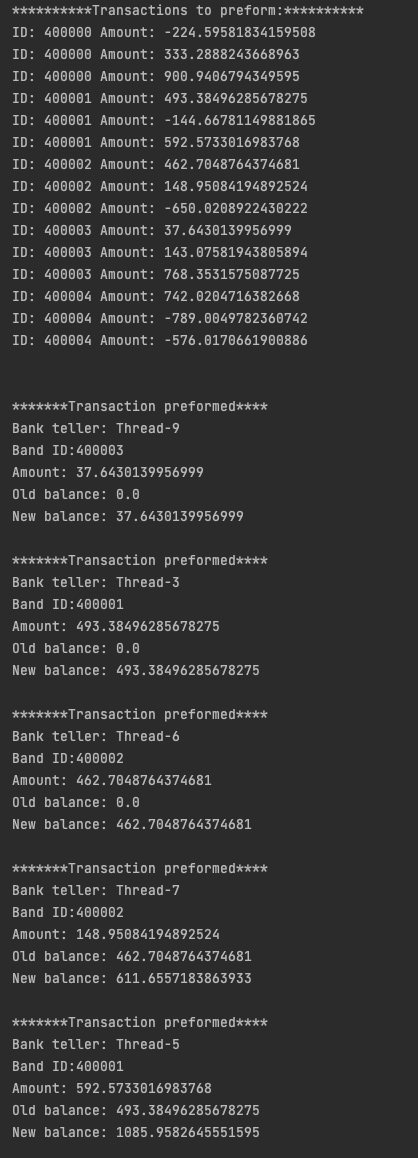 **********Transactions to preform:**********
ID: 400000 Amount: -224.59581834159508
ID: 400000 Amount: 333.2888243668963
ID: 400000 Amount: 900.9406794349595
ID: 400001 Amount: 493.38496285678275
ID: 400001 Amount: -144.66781149881865
ID: 400001 Amount: 592.5733016983768
ID: 400002 Amount: 462.7048764374681
ID: 400002 Amount: 148.95084194892524
ID: 400002 Amount: -650.0208922430222
ID: 400003 Amount: 37.6430139956999
ID: 400003 Amount: 143.07581943805894
ID: 400003 Amount: 768.3531575087725
ID: 400004 Amount: 742.0204716382668
ID: 400004 Amount: -789.0049782360742
ID: 400004 Amount: -576.0170661900886
*******Transaction preformed****
Bank teller: Thread-9
Band ID:400003
Amount: 37.6430139956999
Old balance: 0.0
New balance: 37.6430139956999
*******Transaction preformed****
Bank teller: Thread-3
Band ID:400001
Amount: 493.38496285678275
Old balance: 0.0
New balance: 493.38496285678275
*******Transaction preformed****
Bank teller: Thread-6
Band ID:400002
Amount: 462.7048764374681
Old balance: 0.0
New balance: 462.7048764374681
*******Transaction preformed****
Bank teller: Thread-7
Band ID:400002
Amount: 148.95084194892524
Old balance: 462.7048764374681
New balance: 611.6557183863933
*******Transaction preformed****
Bank teller: Thread-5
Band ID:400001
Amount: 592.5733016983768
Old balance: 493.38496285678275
New balance: 1085.9582645551595